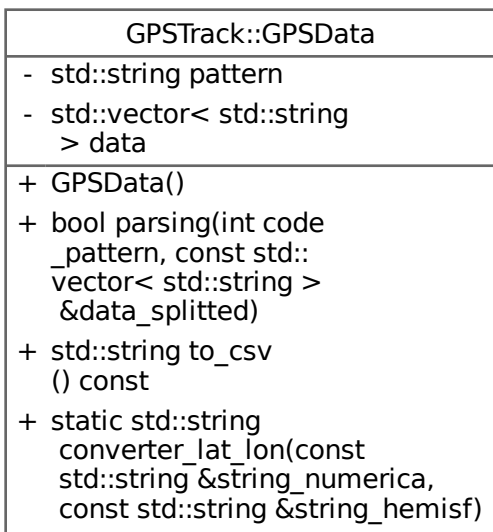 GPSTrack::GPSData
- std::string pattern
- std::vector< std::string
> data
+ GPSData()
+ bool parsing(int code
_pattern, const std::
vector< std::string >
&data_splitted)
+ std::string to_csv
() const
+ static std::string
converter_lat_lon(const
std::string &string_numerica,
const std::string &string_hemisf)